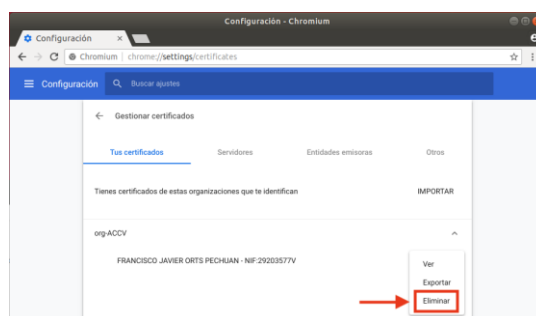 Configuración - Chromium
Configuración ×
Chromium | chrome://settings/certificates
Configuración Buscar ajustes
Gestionar certificados
Tus certificados Servidores Entidades emisoras Otros
Tienes certificados de estas organizaciones que te identifican IMPORTAR
org-ACCV
FRANCISCO JAVIER ORTS PECHUAN - NIF:29203577V
Ver
Exportar
Eliminar